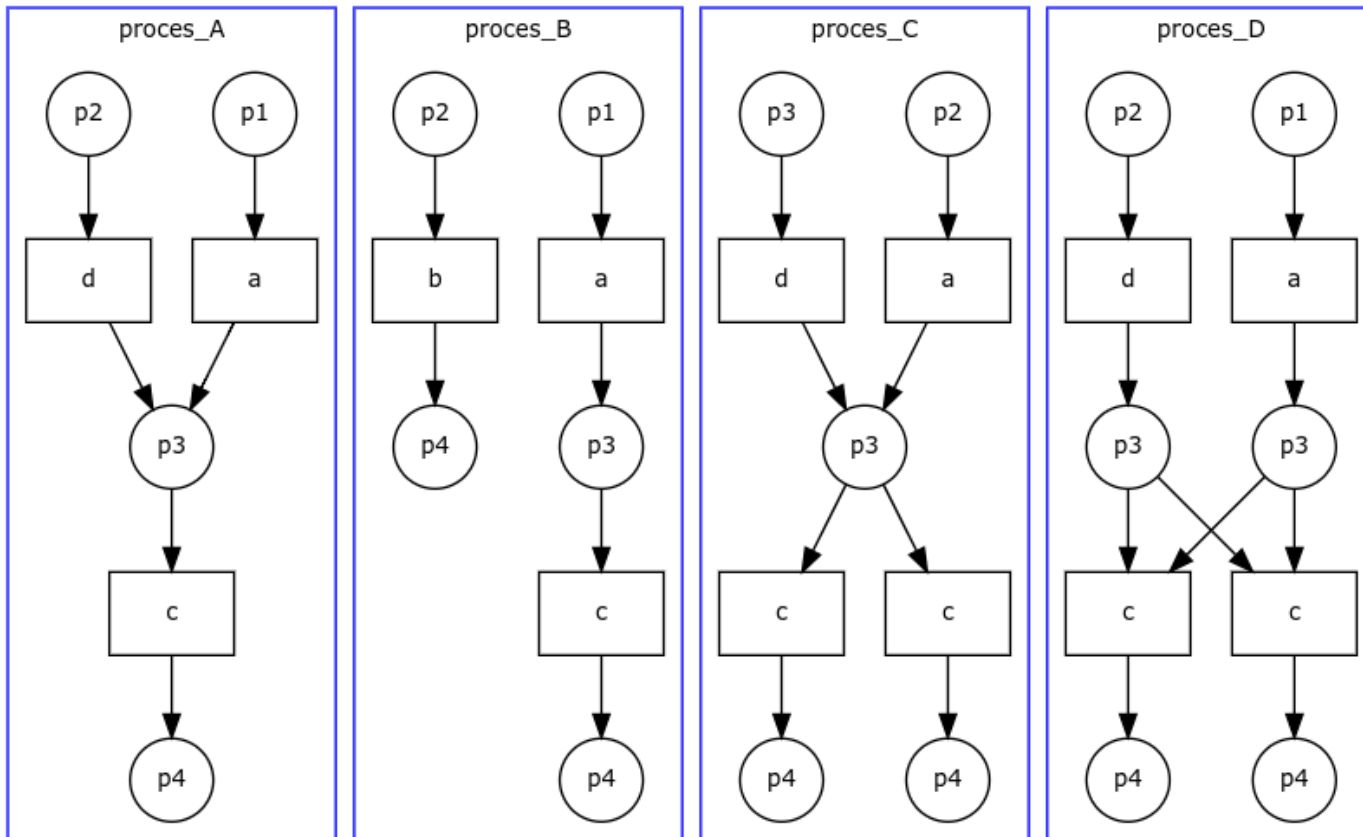 proces_A proces_B proces_C proces_D
p2 p1 p2 p1 p3 p2 p2 p1
d a b a d a d a
p3 p4 p3 p3 p3 p3
c c c c c c
p4 p4 p4 p4 p4 p4